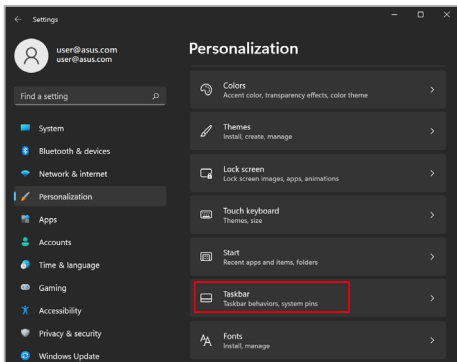 Settings
user@asus.com
user@asus.com
Find a setting
System
Bluetooth & devices
Network & internet
Personalization
Apps
Accounts
Time & language
Gaming
Accessibility
Privacy & security
Windows Update
Personalization
Colors
Accent color, transparency effects, color theme
Themes
Install, create, manage
Lock screen
Lock screen images, apps, animations
Touch keyboard
Themes, size
Start
Recent apps and items, folders
Taskbar
Taskbar behaviors, system pins
Fonts
Install, manage